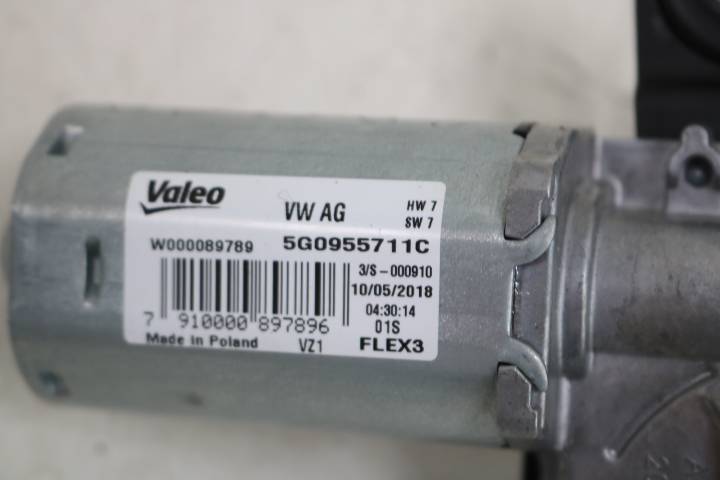 Valeo
VW AG
HW 7
SW 7
W000089789
5G0955711C
3/S-000910
10/05/2018
04:30:14
01S
7 910000 897896
Made in Poland
VZ1
FLEX3